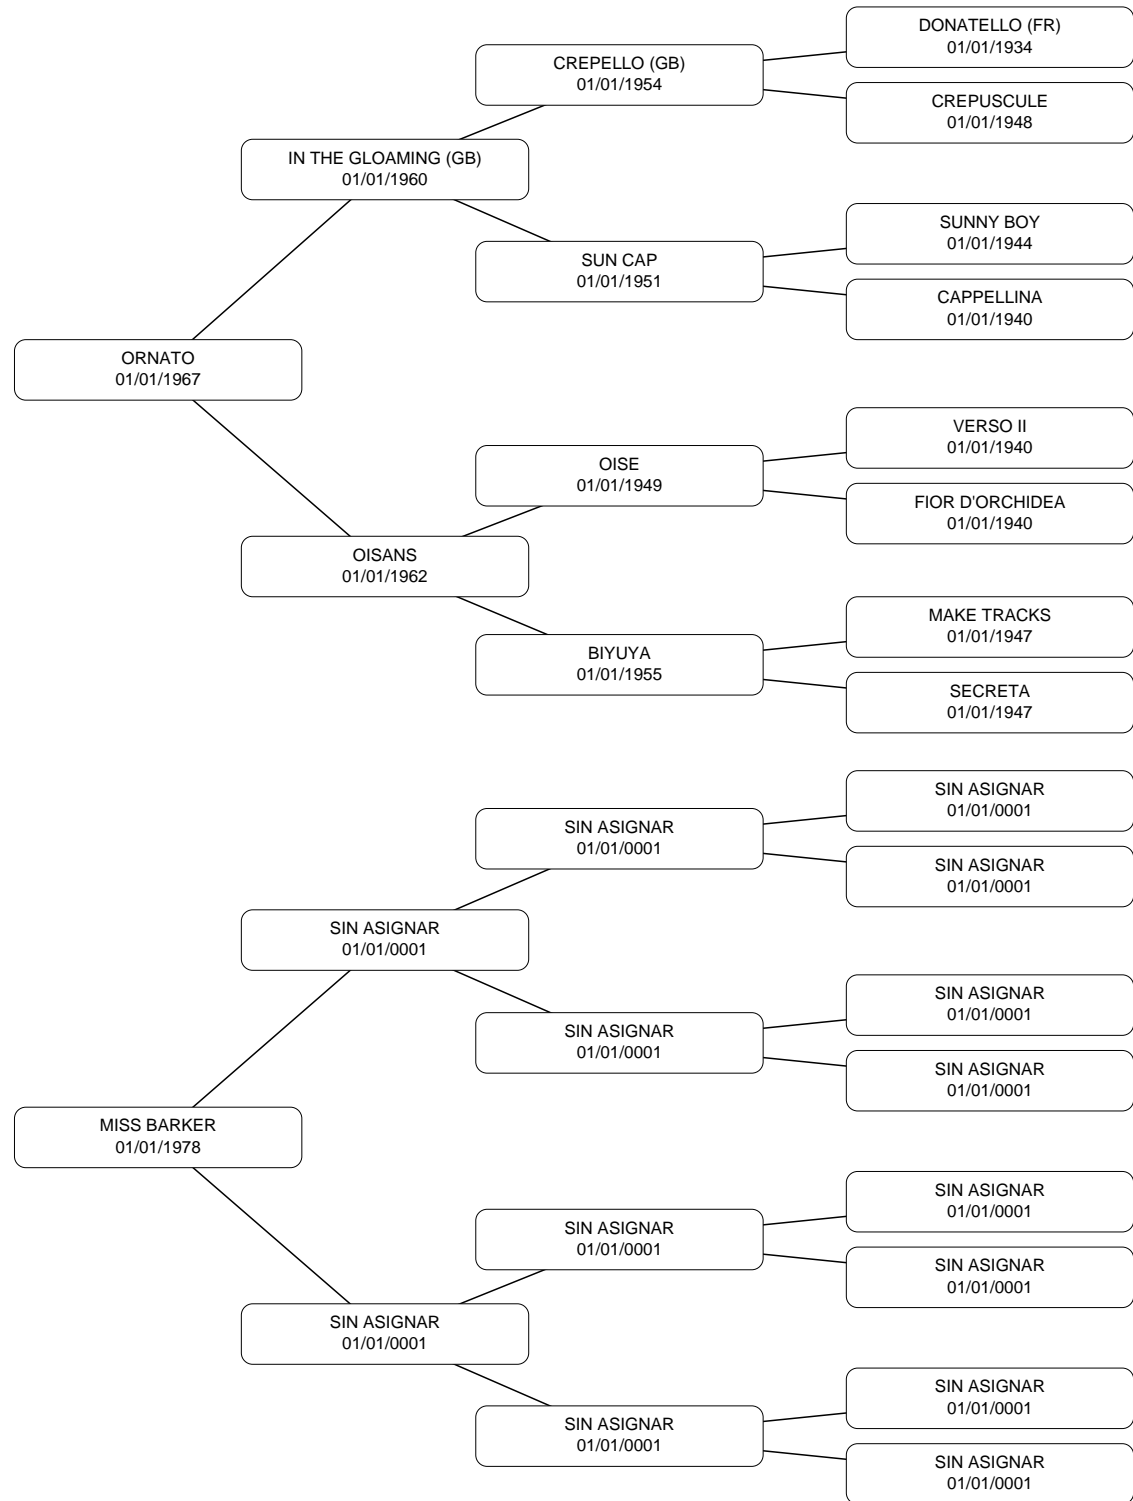 DONATELLO (FR)
01/01/1934
CREPELLO (GB)
01/01/1954
CREPUSCULE
01/01/1948
IN THE GLOAMING (GB)
01/01/1960
SUNNY BOY
01/01/1944
SUN CAP
01/01/1951
CAPPELLINA
01/01/1940
ORNATO
01/01/1967
VERSO II
01/01/1940
OISE
01/01/1949
FIOR D'ORCHIDEA
01/01/1940
OISANS
01/01/1962
MAKE TRACKS
01/01/1947
BIYUYA
01/01/1955
SECRETA
01/01/1947
SIN ASIGNAR
01/01/0001
SIN ASIGNAR
01/01/0001
SIN ASIGNAR
01/01/0001
SIN ASIGNAR
01/01/0001
SIN ASIGNAR
01/01/0001
SIN ASIGNAR
01/01/0001
SIN ASIGNAR
01/01/0001
MISS BARKER
01/01/1978
SIN ASIGNAR
01/01/0001
SIN ASIGNAR
01/01/0001
SIN ASIGNAR
01/01/0001
SIN ASIGNAR
01/01/0001
SIN ASIGNAR
01/01/0001
SIN ASIGNAR
01/01/0001
SIN ASIGNAR
01/01/0001